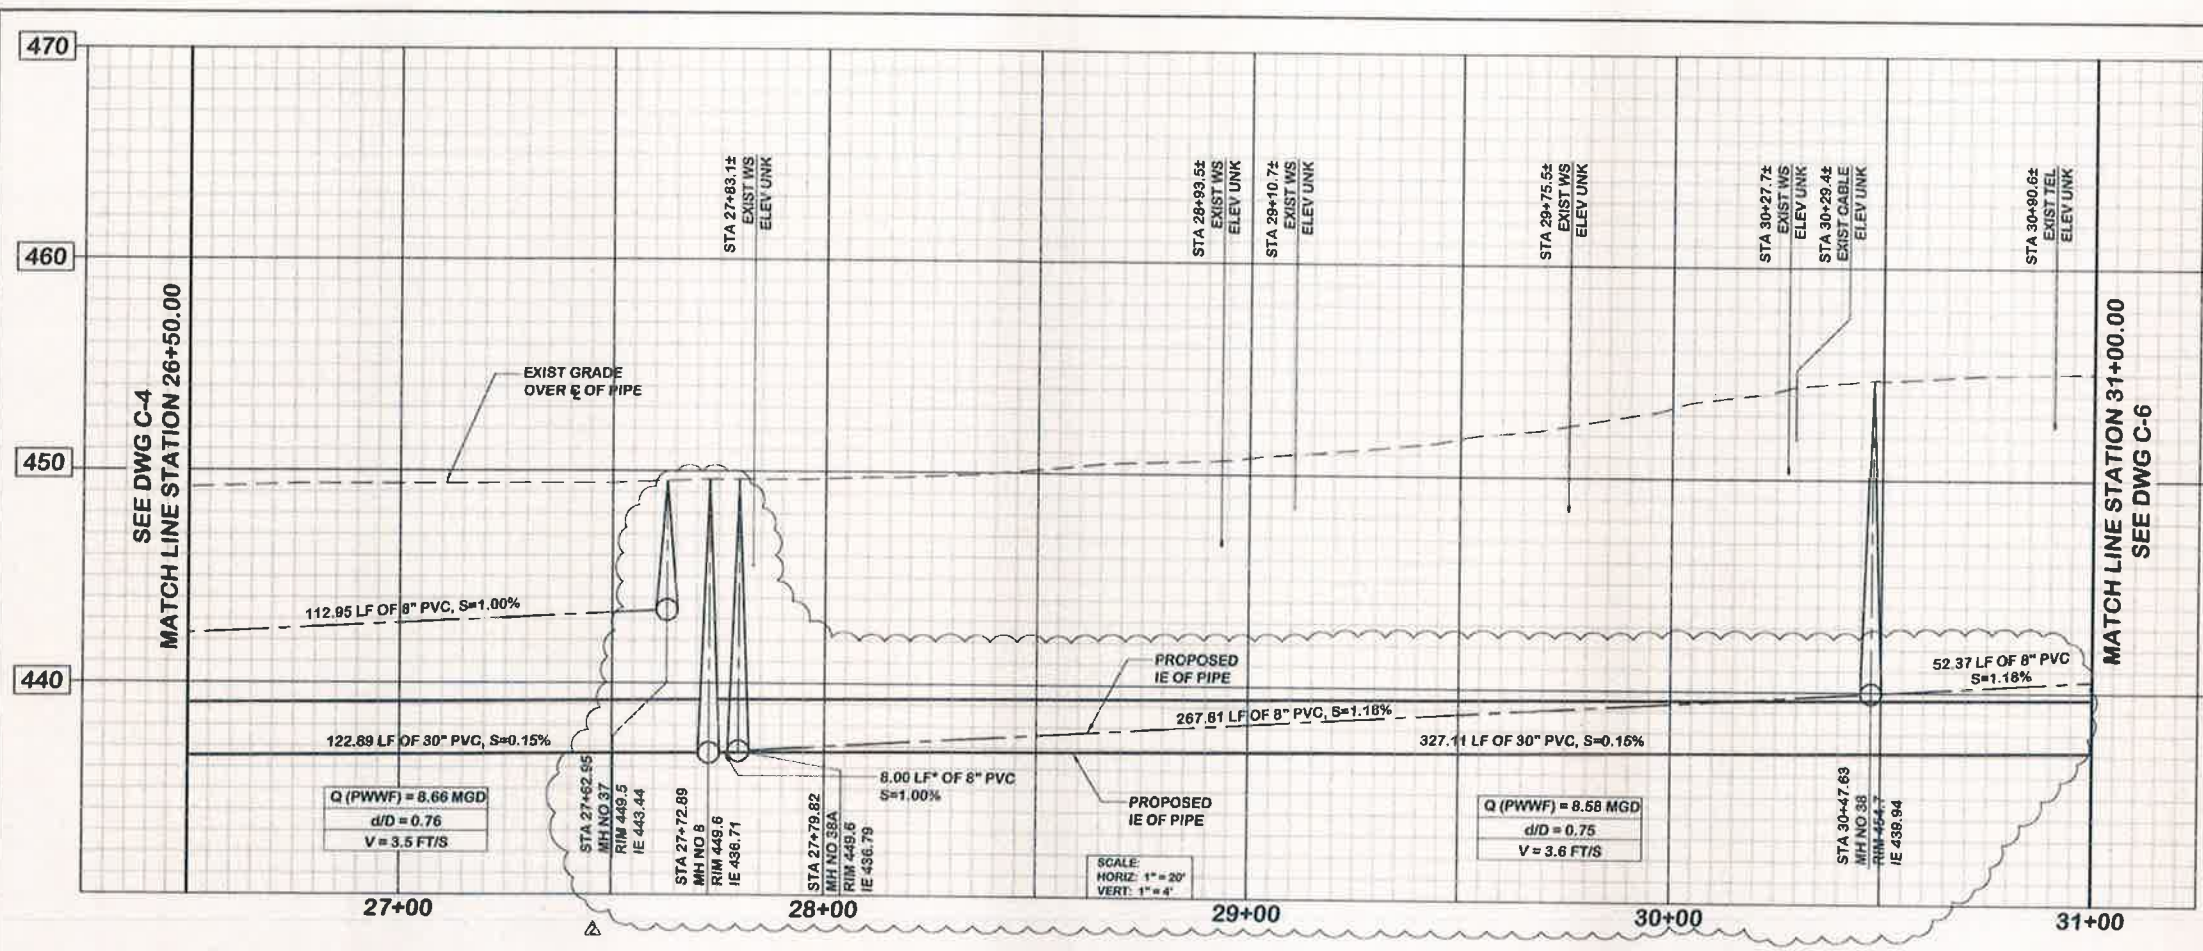 470
460
450
440
SEE DWG C-4
MATCH LINE STATION 26+50.00
EXIST GRADE
OVER ℄ OF PIPE
STA 27+83.1±
EXIST WS
ELEV UNK
STA 28+93.5±
EXIST WS
ELEV UNK
STA 29+10.7±
EXIST WS
ELEV UNK
STA 29+75.5±
EXIST WS
ELEV UNK
STA 30+27.7±
EXIST WS
ELEV UNK
STA 30+29.4±
EXIST CABLE
ELEV UNK
STA 30+90.6±
EXIST TEL
ELEV UNK
MATCH LINE STATION 31+00.00
SEE DWG C-6
112.95 LF OF 8" PVC, S=1.00%
PROPOSED
IE OF PIPE
52.37 LF OF 8" PVC
S=1.18%
267.81 LF OF 8" PVC, S=1.18%
122.89 LF OF 30" PVC, S=0.15%
327.11 LF OF 30" PVC, S=0.15%
8.00 LF* OF 8" PVC
S=1.00%
PROPOSED
IE OF PIPE
Q (PWWF) = 8.66 MGD
d/D = 0.76
V = 3.5 FT/S
STA 27+62.95
MH NO 37
RIM 449.5
IE 443.44
STA 27+72.89
MH NO 8
RIM 449.6
IE 436.71
STA 27+79.82
MH NO 38A
RIM 449.6
IE 436.79
SCALE:
HORIZ: 1" = 20'
VERT: 1" = 4'
Q (PWWF) = 8.58 MGD
d/D = 0.75
V = 3.6 FT/S
STA 30+47.63
MH NO 38
RIM 454.7
IE 439.94
27+00
28+00
29+00
30+00
31+00
2